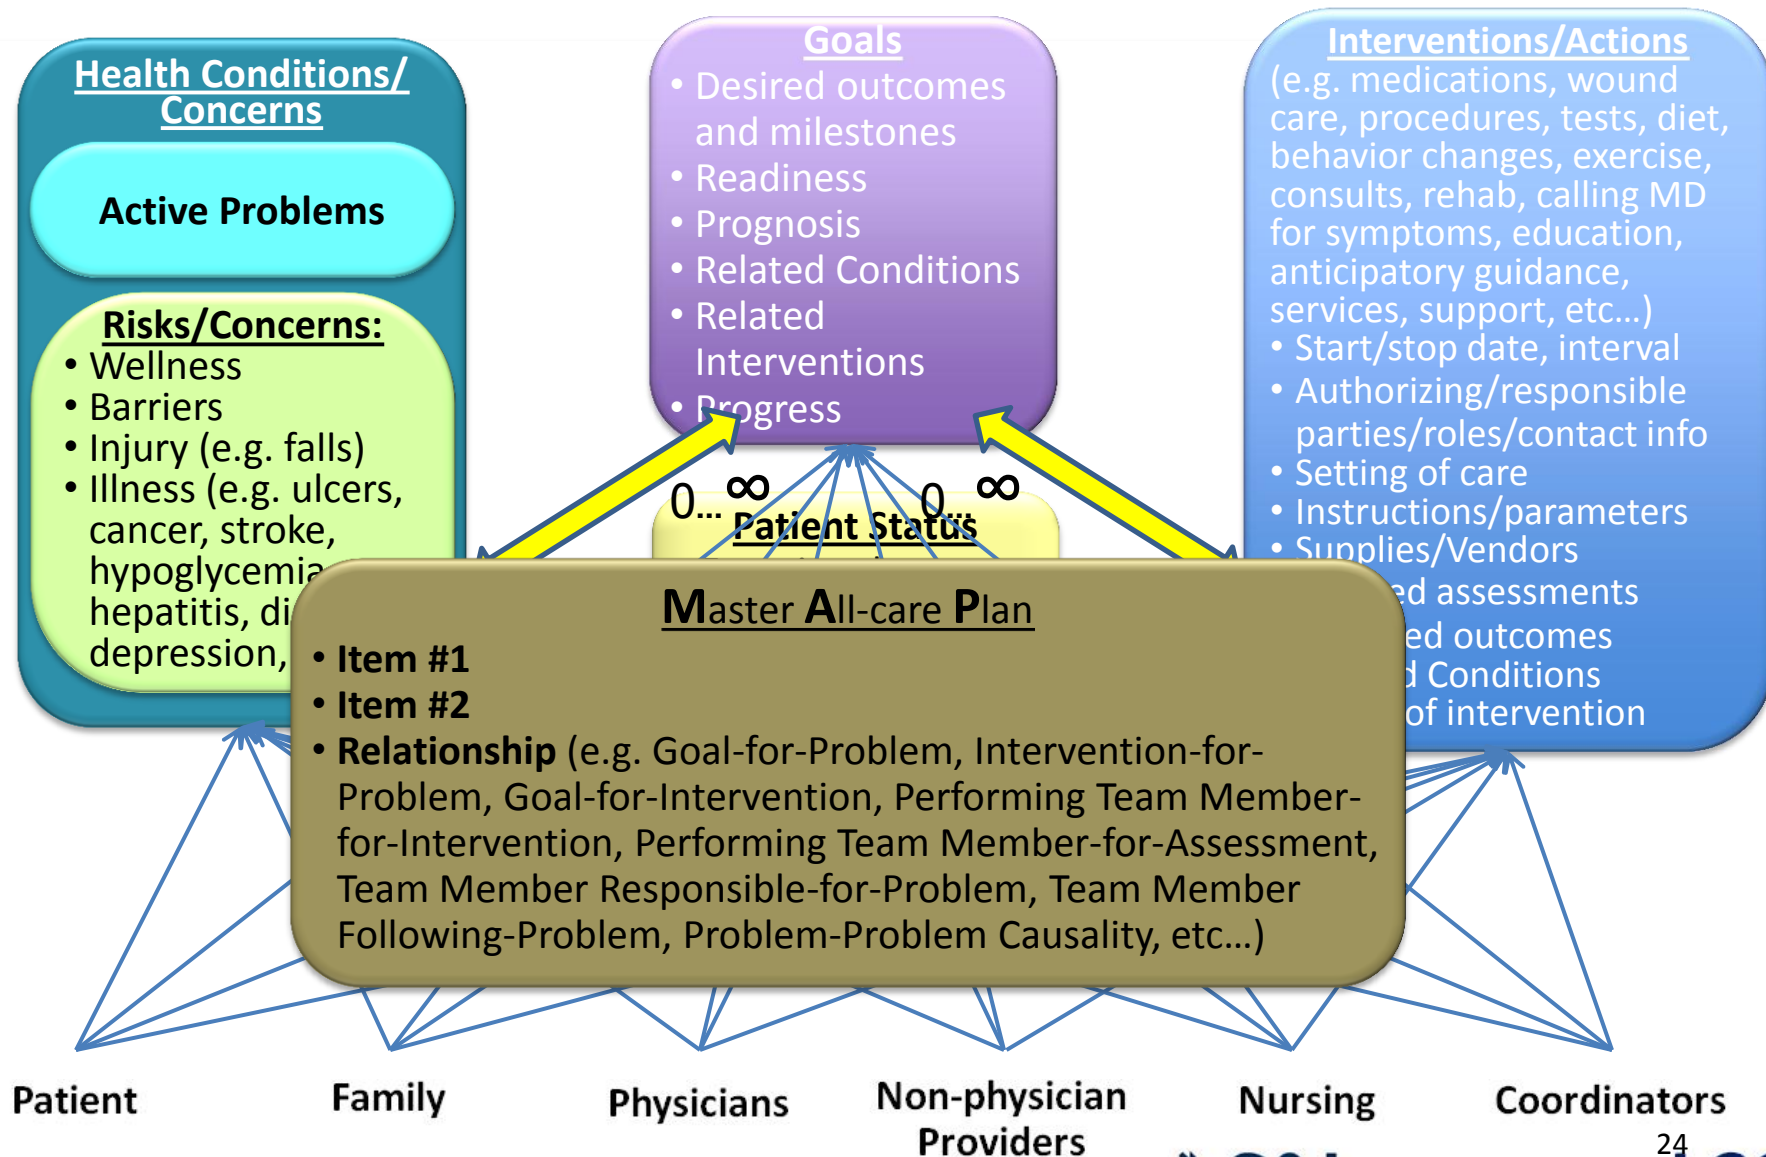 Health Conditions/
Concerns
Active Problems
Risks/Concerns:
• Wellness
• Barriers
• Injury (e.g. falls)
• Illness (e.g. ulcers,
cancer, stroke,
hypoglycemia
hepatitis,
depression,
Goals
• Desired outcomes
and milestones
• Readiness
• Prognosis
• Related Conditions
• Related
Interventions
• Progress
0... ∞
0... ∞
Patient Status
Interventions/Actions
(e.g. medications, wound
care, procedures, tests, diet,
behavior changes, exercise,
consults, rehab, calling MD
for symptoms, education,
anticipatory guidance,
services, support, etc...)
• Start/stop date, interval
• Authorizing/responsible
parties/roles/contact info
• Setting of care
• Instructions/parameters
• Supplies/Vendors
assessments
outcomes
Conditions
of intervention
Master All-care Plan
• Item #1
• Item #2
• Relationship (e.g. Goal-for-Problem, Intervention-for-
Problem, Goal-for-Intervention, Performing Team Member-
for-Intervention, Performing Team Member-for-Assessment,
Team Member Responsible-for-Problem, Team Member
Following-Problem, Problem-Problem Causality, etc...)
Patient
Family
Physicians
Non-physician
Providers
Nursing
Coordinators
24